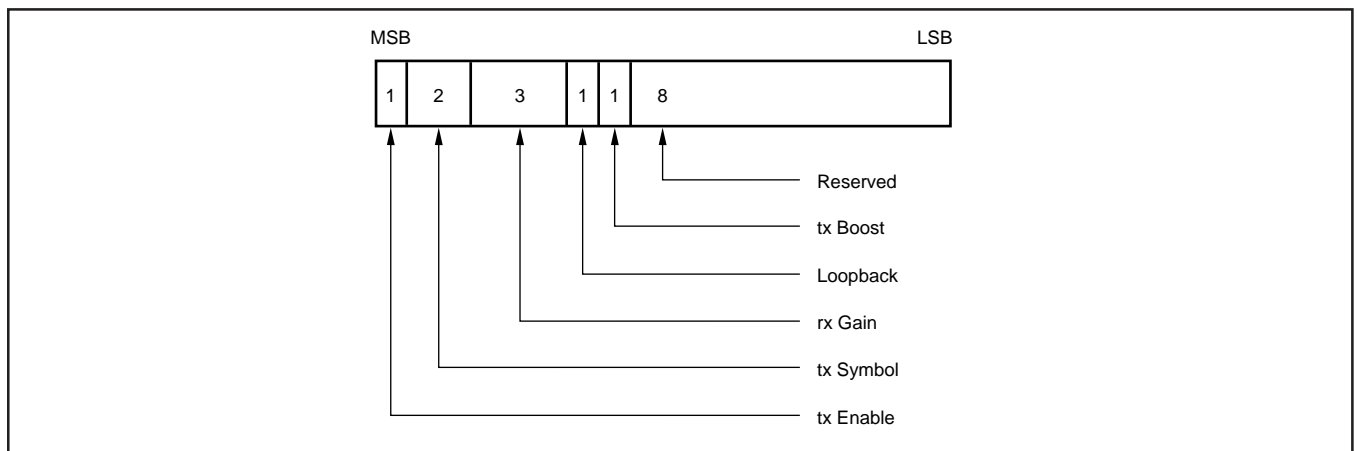 MSB LSB
1 2 3 1 1 8
Reserved
tx Boost
Loopback
rx Gain
tx Symbol
tx Enable